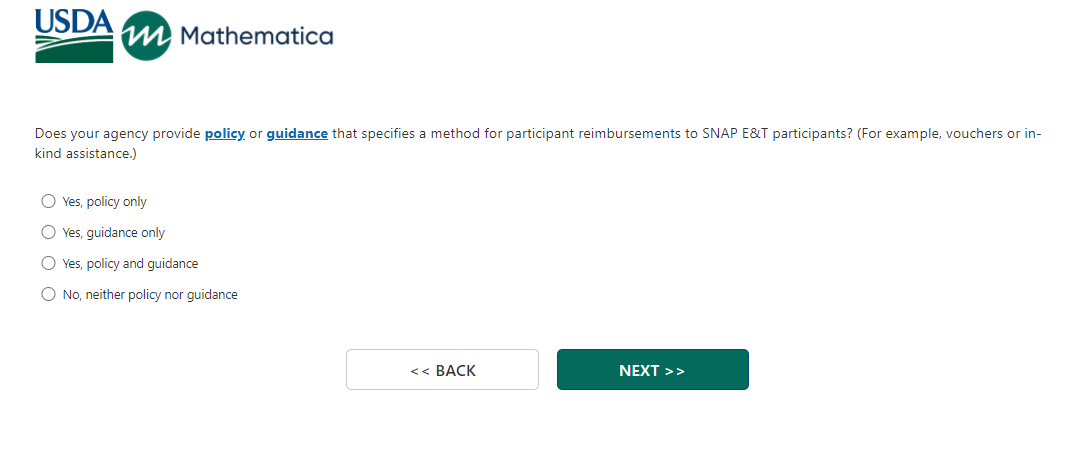 USDA
m Mathematica
Does your agency provide policy or guidance that specifies a method for participant reimbursements to SNAP E&T participants? (For example, vouchers or in-
kind assistance.)
Yes, policy only
Yes, guidance only
Yes, policy and guidance
No, neither policy nor guidance
<< BACK
NEXT >>